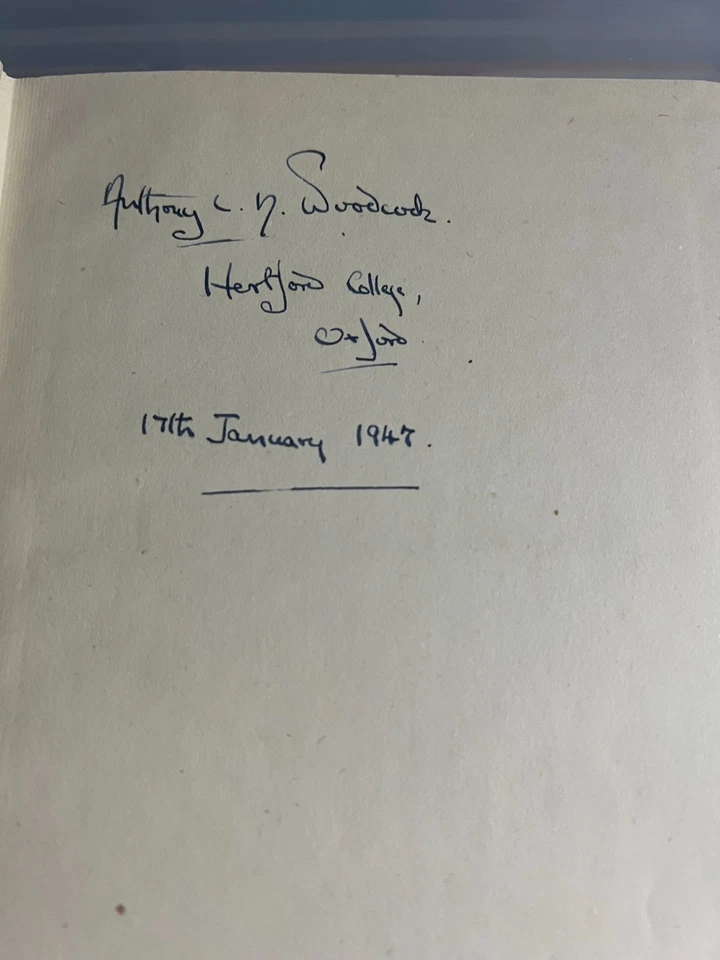 Anthony C. N. Woodcock.
Hertford College,
Oxford.
17th January 1947.